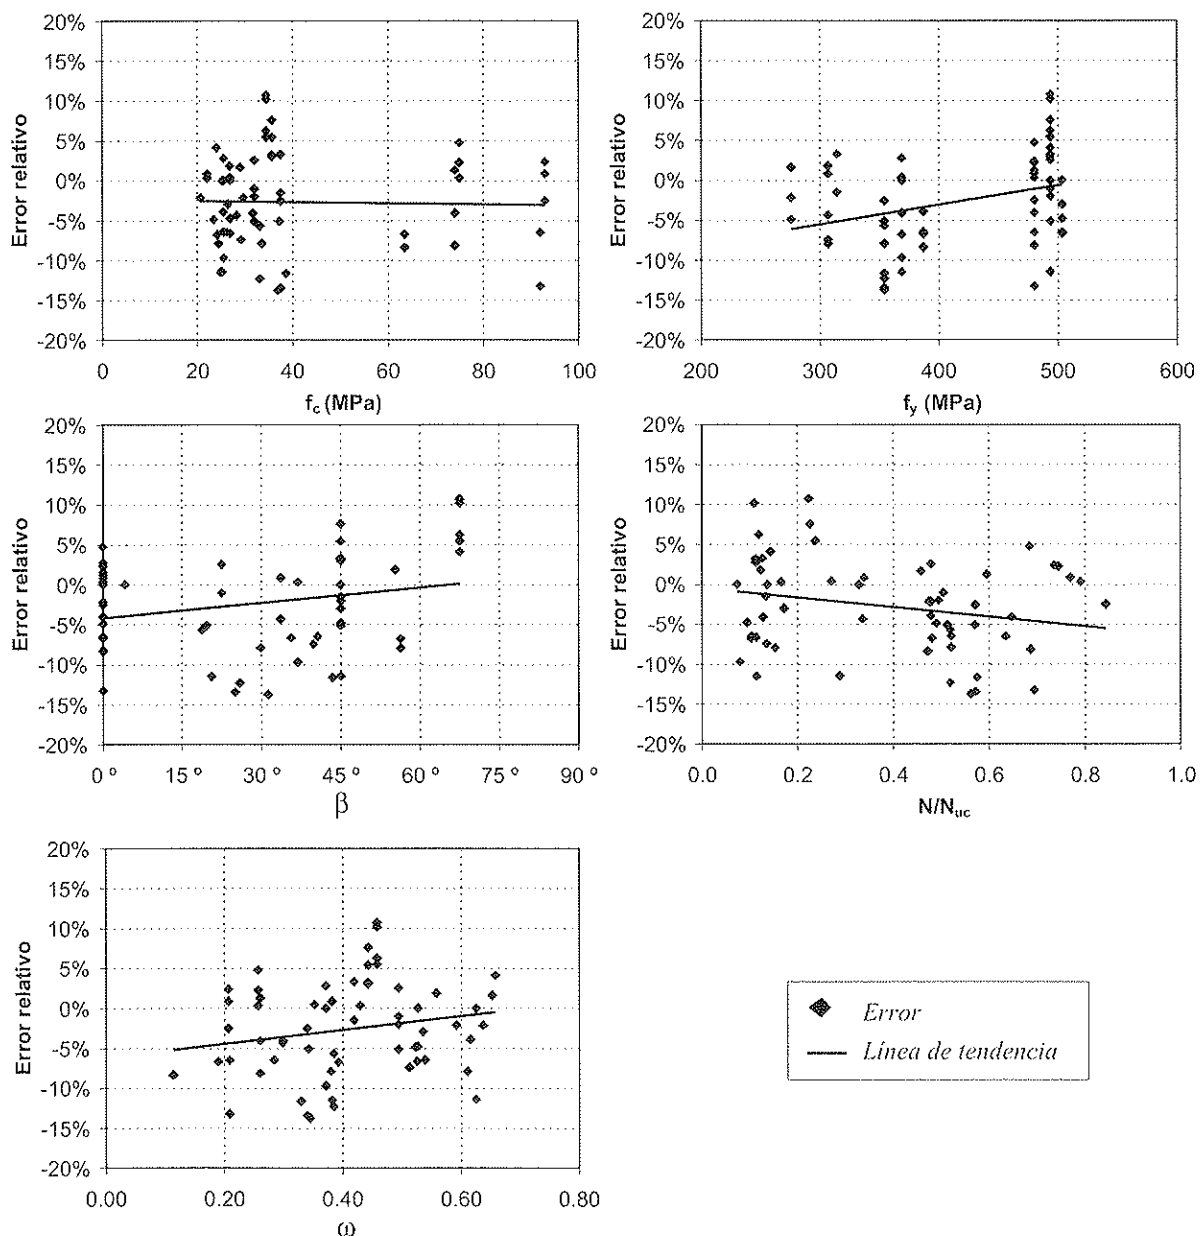 20%
15%
10%
5%
0%
-5%
-10%
-15%
-20%
Error relativo
0 20 40 60 80 100
f_c (MPa)
20%
15%
10%
5%
0%
-5%
-10%
-15%
-20%
Error relativo
200 300 400 500 600
f_y (MPa)
20%
15%
10%
5%
0%
-5%
-10%
-15%
-20%
Error relativo
0 º 15 º 30 º 45 º 60 º 75 º 90 º
β
20%
15%
10%
5%
0%
-5%
-10%
-15%
-20%
Error relativo
0.0 0.2 0.4 0.6 0.8 1.0
N/N_uc
20%
15%
10%
5%
0%
-5%
-10%
-15%
-20%
Error relativo
0.00 0.20 0.40 0.60 0.80
ω
Error
Línea de tendencia